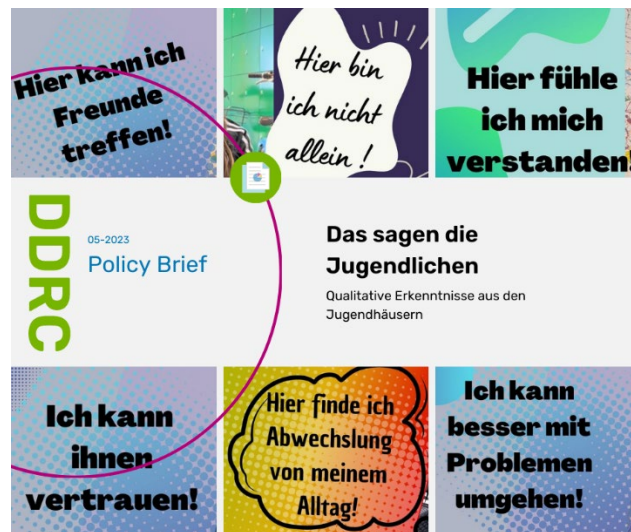 Hier kann ich
Freunde
treffen!
Hier bin
ich nicht
allein !
Hier fühle
ich mich
verstanden!
DDRC
05-2023
Policy Brief
Das sagen die
Jugendlichen
Qualitative Erkenntnisse aus den
Jugendhäusern
Ich kann
ihnen
vertrauen!
Hier finde ich
Abwechslung
von meinem
Alltag!
Ich kann
besser mit
Problemen
umgehen!